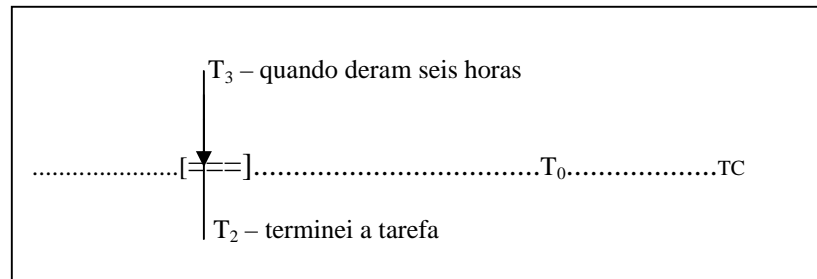 T₃ – quando deram seis horas
......................[===]..................................T₀..................TC
T₂ – terminei a tarefa